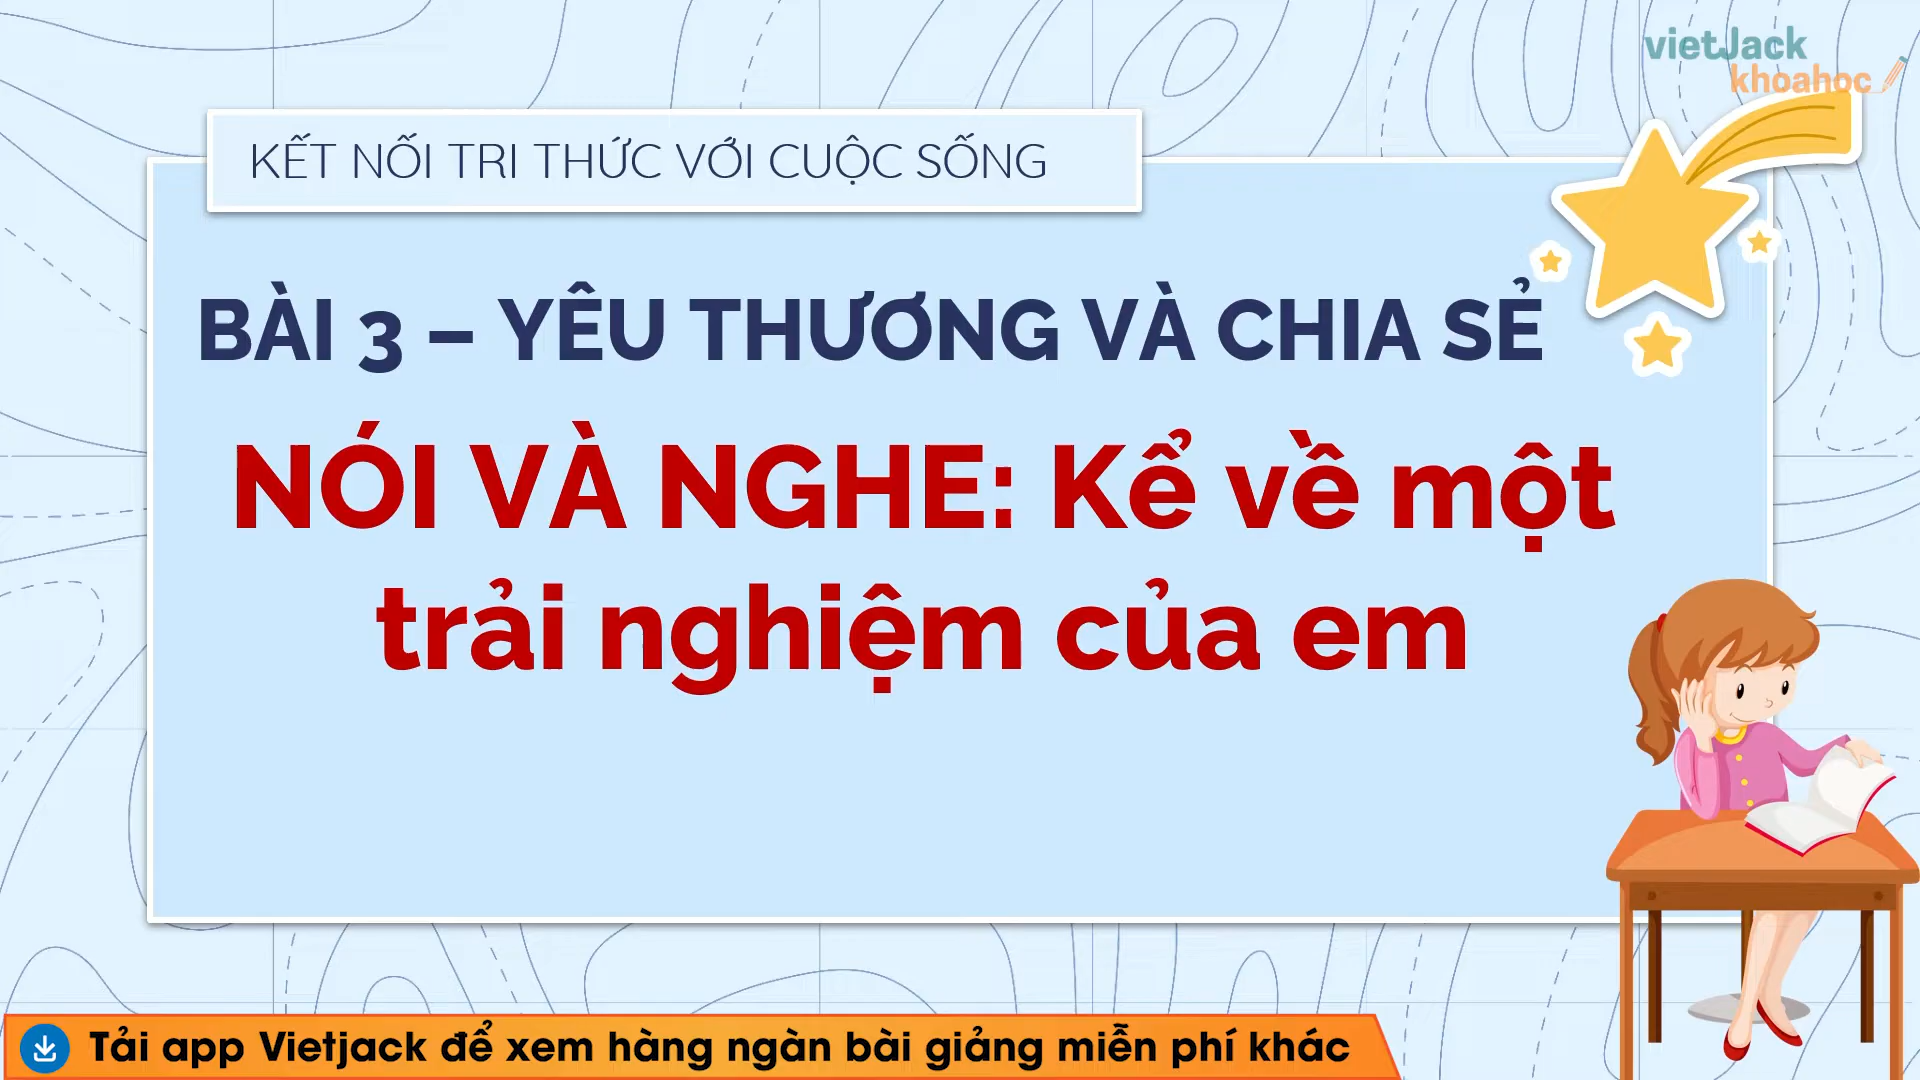 vietJack
khoahoc
KẾT NỐI TRI THỨC VỚI CUỘC SỐNG
BÀI 3 – YÊU THƯƠNG VÀ CHIA SẺ
NÓI VÀ NGHE: Kể về một
trải nghiệm của em
Tải app Vietjack để xem hàng ngàn bài giảng miễn phí khác